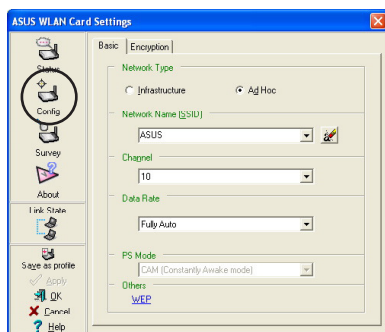 ASUS WLAN Card Settings
Status
Config
Survey
About
Link State
Save as profile
Apply
OK
Cancel
Help
Basic
Encryption
Network Type
Infrastructure
Ad Hoc
Network Name (SSID)
ASUS
Channel
10
Data Rate
Fully Auto
PS Mode
CAM (Constantly Awake mode)
Others
WEP